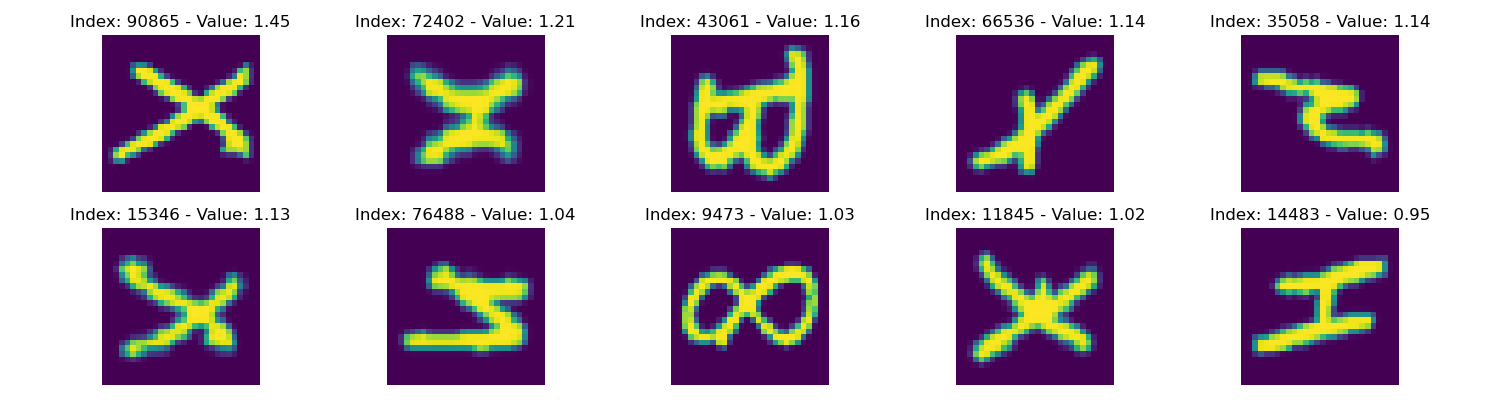 Index: 90865 - Value: 1.45 Index: 72402 - Value: 1.21 Index: 43061 - Value: 1.16 Index: 66536 - Value: 1.14 Index: 35058 - Value: 1.14
Index: 15346 - Value: 1.13 Index: 76488 - Value: 1.04 Index: 9473 - Value: 1.03 Index: 11845 - Value: 1.02 Index: 14483 - Value: 0.95